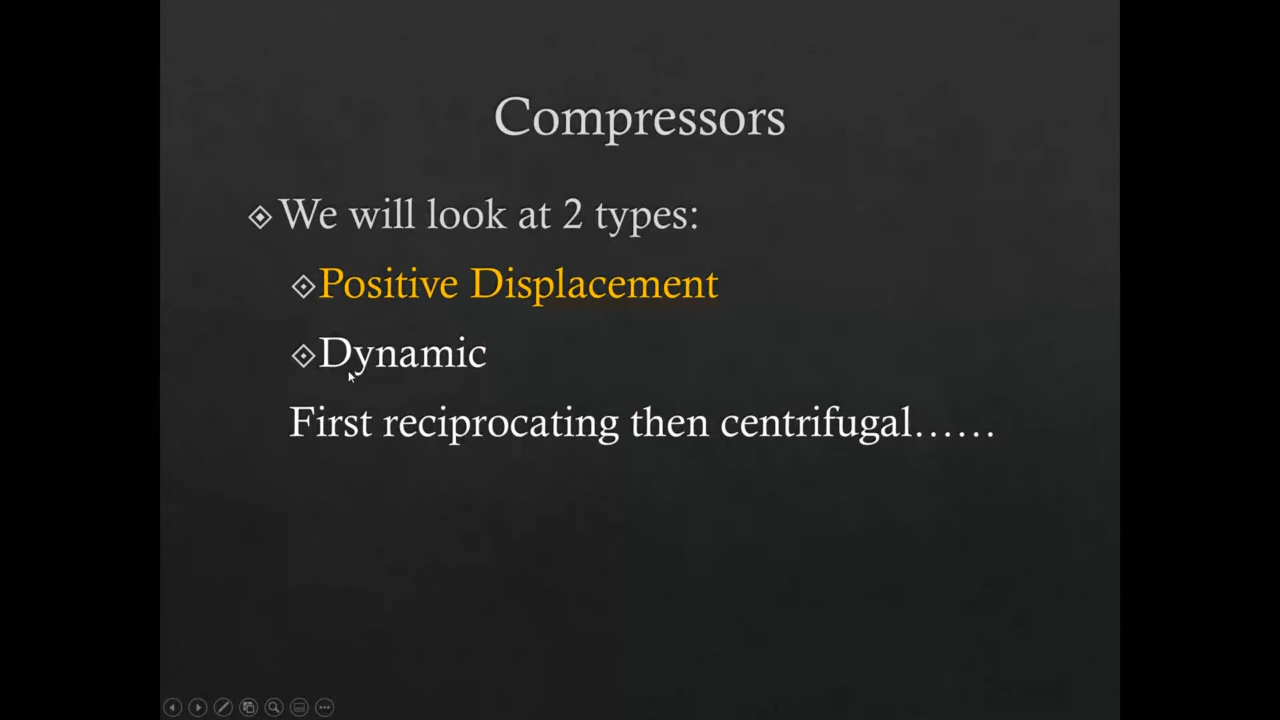 Compressors
We will look at 2 types:
Positive Displacement
Dynamic
First reciprocating then centrifugal……